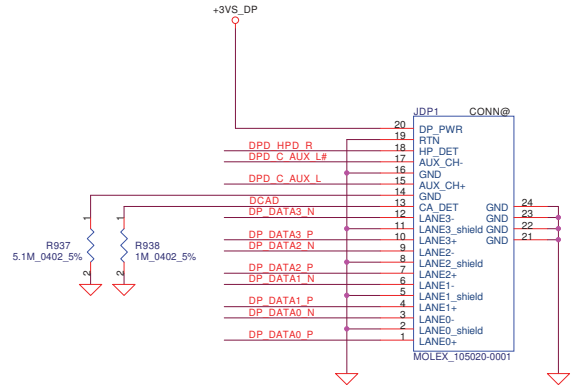 +3VS_DP
JDP1 CONN@
20 DP_PWR
19 RTN
DPD_HPD_R 18 HP_DET
DPD_C_AUX_L# 17 AUX_CH-
16 GND
DPD_C_AUX_L 15 AUX_CH+
14 GND
DCAD 13 CA_DET GND 24
DP_DATA3_N 12 LANE3- GND 23
11 LANE3_shield GND 22
DP_DATA3_P 10 LANE3+ GND 21
DP_DATA2_N 9 LANE2-
8 LANE2_shield
DP_DATA2_P 7 LANE2+
DP_DATA1_N 6 LANE1-
5 LANE1_shield
DP_DATA1_P 4 LANE1+
DP_DATA0_N 3 LANE0-
2 LANE0_shield
DP_DATA0_P 1 LANE0+
MOLEX_105020-0001
1 1
R937 R938
5.1M_0402_5% 1M_0402_5%
2 2